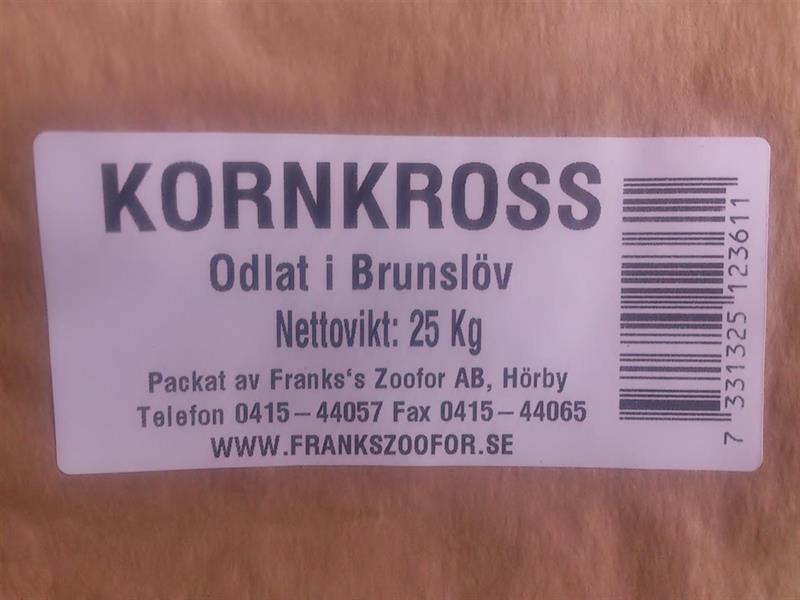 KORNKROSS
Odlat i Brunslöv
Nettovikt: 25 Kg
Packat av Franks‘s Zoofor AB, Hörby
Telefon 0415–44057 Fax 0415–44065
WWW.FRANKSZOOFOR.SE
7 331325 123611